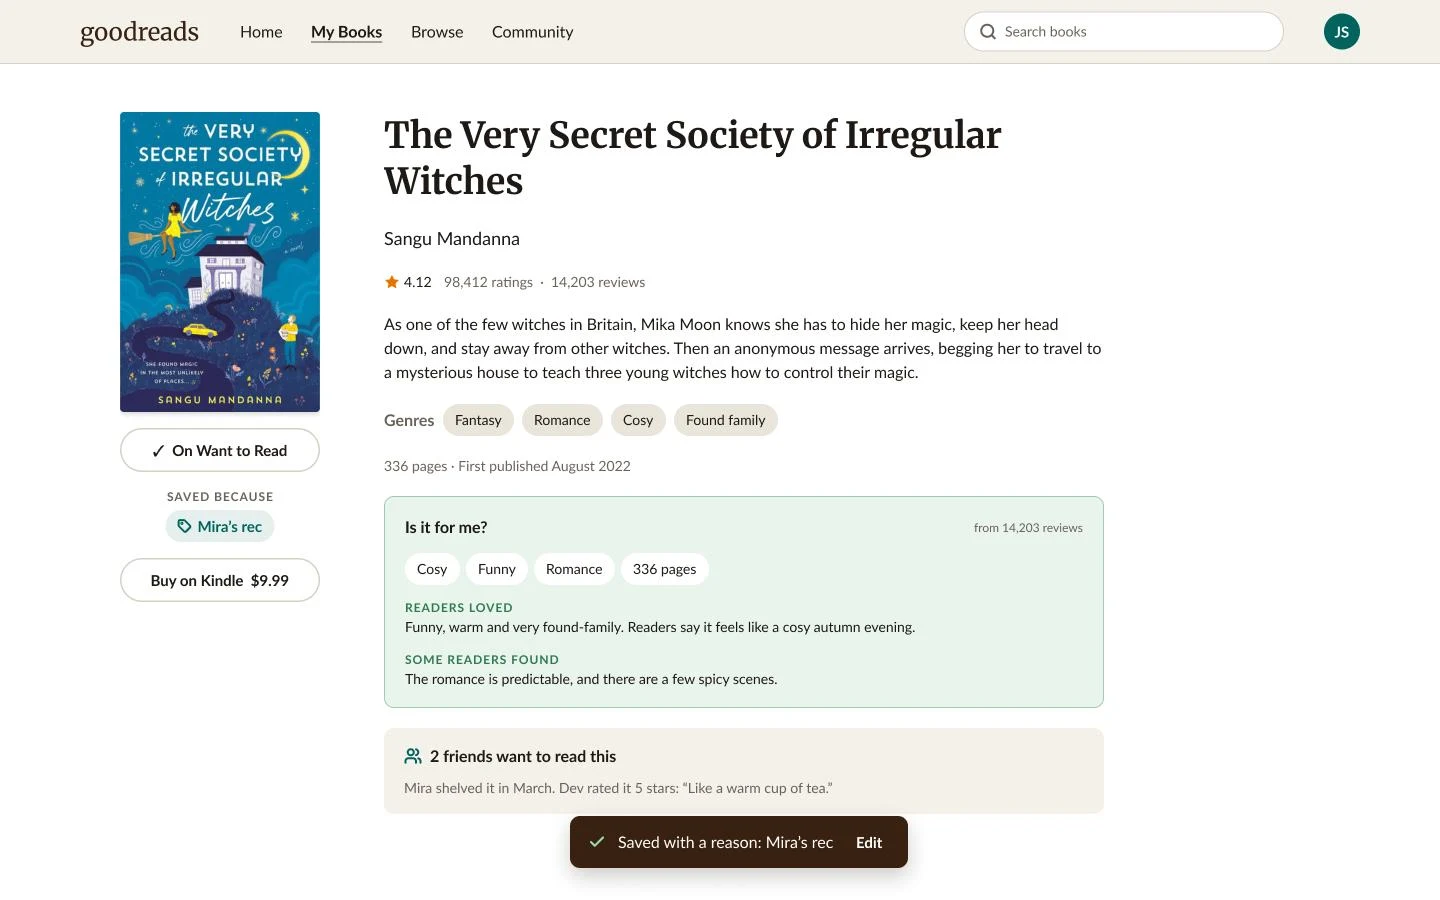 goodreads
Home
My Books
Browse
Community
Search books
JS
the VERY
SECRET SOCIETY
of IRREGULAR
Witches
a novel
SHE FOUND MAGIC
IN THE MOST UNLIKELY
OF PLACES...
SANGU MANDANNA
✓ On Want to Read
SAVED BECAUSE
Mira’s rec
Buy on Kindle $9.99
The Very Secret Society of Irregular
Witches
Sangu Mandanna
4.12 98,412 ratings · 14,203 reviews
As one of the few witches in Britain, Mika Moon knows she has to hide her magic, keep her head
down, and stay away from other witches. Then an anonymous message arrives, begging her to travel to
a mysterious house to teach three young witches how to control their magic.
Genres Fantasy Romance Cosy Found family
336 pages · First published August 2022
Is it for me? from 14,203 reviews
Cosy Funny Romance 336 pages
READERS LOVED
Funny, warm and very found-family. Readers say it feels like a cosy autumn evening.
SOME READERS FOUND
The romance is predictable, and there are a few spicy scenes.
2 friends want to read this
Mira shelved it in March. Dev rated it 5 stars: “Like a warm cup of tea.”
Saved with a reason: Mira’s rec Edit